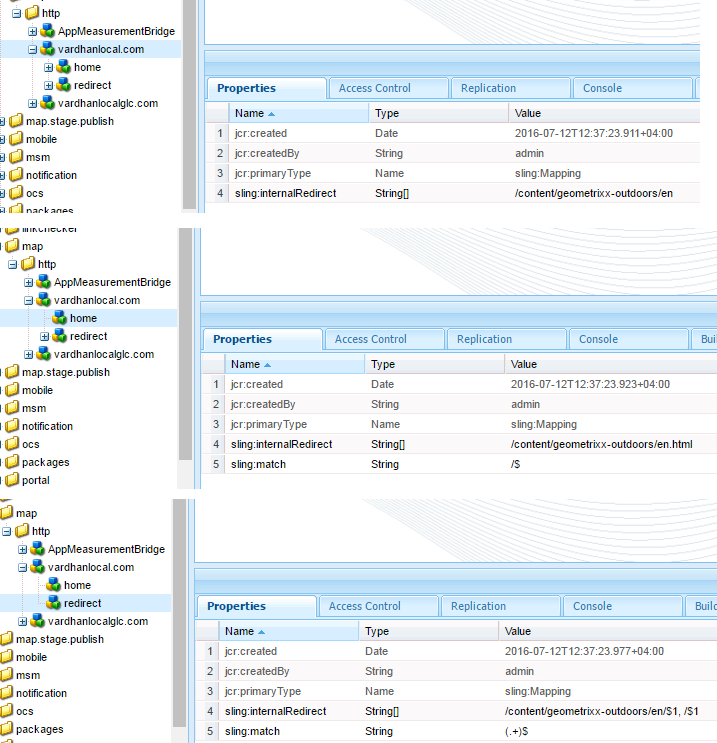 http
AppMeasurementBridge
vardhanlocal.com
home
redirect
vardhanlocalglc.com
map.stage.publish
mobile
msm
notification
ocs
packages
Properties Access Control Replication Console
Name Type Value
1 jcr:created Date 2016-07-12T12:37:23.911+04:00
2 jcr:createdBy String admin
3 jcr:primaryType Name sling:Mapping
4 sling:internalRedirect String[] /content/geometrixx-outdoors/en
linkchecker
map
http
AppMeasurementBridge
vardhanlocal.com
home
redirect
vardhanlocalglc.com
map.stage.publish
mobile
msm
notification
ocs
packages
portal
Properties Access Control Replication Console Bui
Name Type Value
1 jcr:created Date 2016-07-12T12:37:23.923+04:00
2 jcr:createdBy String admin
3 jcr:primaryType Name sling:Mapping
4 sling:internalRedirect String[] /content/geometrixx-outdoors/en.html
5 sling:match String /$
map
http
AppMeasurementBridge
vardhanlocal.com
home
redirect
vardhanlocalglc.com
map.stage.publish
mobile
msm
notification
ocs
packages
Properties Access Control Replication Console Build
Name Type Value
1 jcr:created Date 2016-07-12T12:37:23.977+04:00
2 jcr:createdBy String admin
3 jcr:primaryType Name sling:Mapping
4 sling:internalRedirect String[] /content/geometrixx-outdoors/en/$1, /$1
5 sling:match String (.+)$